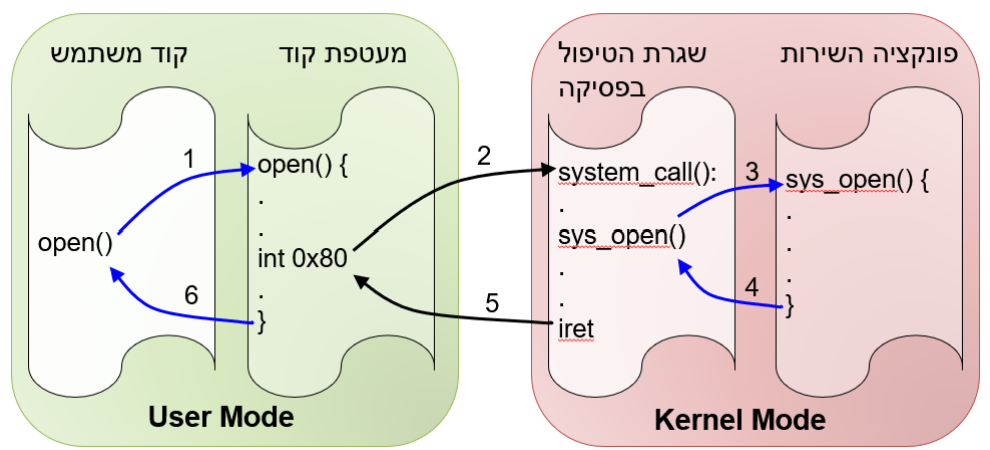 קוד משתמש
מעטפת קוד
שגרת הטיפול
בפסיקה
פונקציה השירות
open()
1
6
open() {
.
.
int 0x80
.
}
2
5
system_call():
.
sys_open()
.
.
iret
3
4
sys_open() {
.
.
.
}
User Mode
Kernel Mode